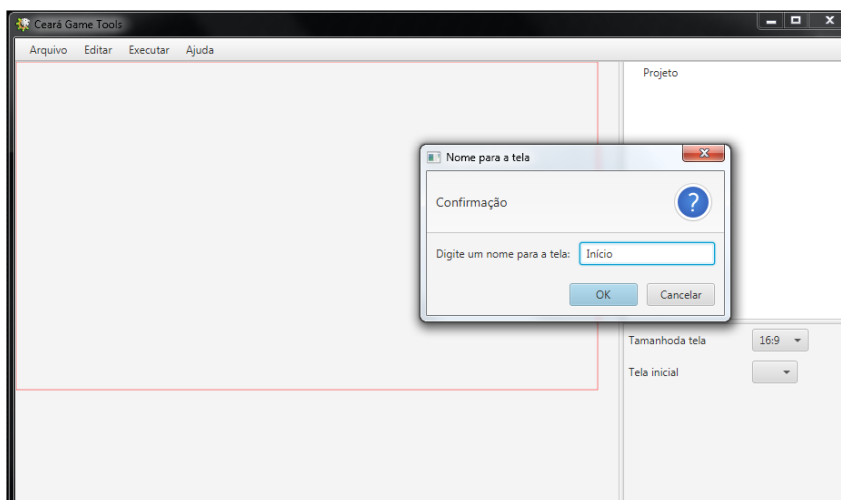 Ceará Game Tools
Arquivo Editar Executar Ajuda
Projeto
Nome para a tela
Confirmação
?
Digite um nome para a tela: Início
OK Cancelar
Tamanhoda tela 16:9
Tela inicial